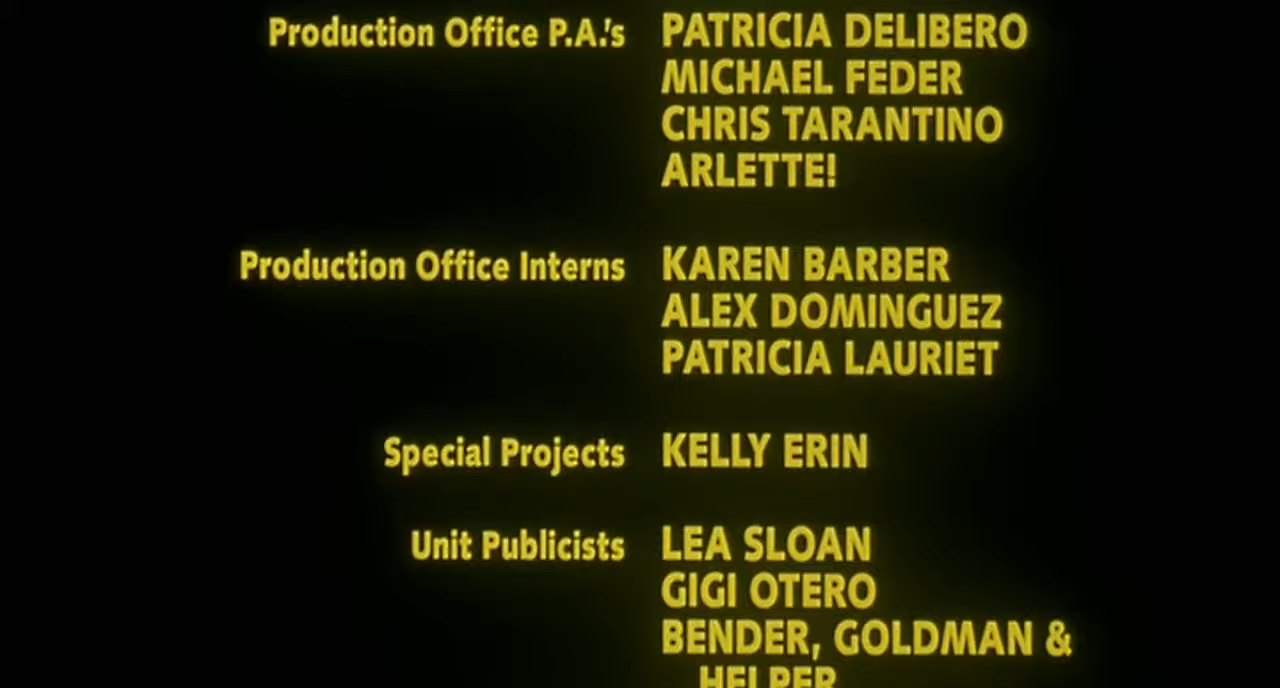 Production Office P.A.'s PATRICIA DELIBERO
MICHAEL FEDER
CHRIS TARANTINO
ARLETTE!
Production Office Interns KAREN BARBER
ALEX DOMINGUEZ
PATRICIA LAURIET
Special Projects KELLY ERIN
Unit Publicists LEA SLOAN
GIGI OTERO
BENDER, GOLDMAN &
HELPER